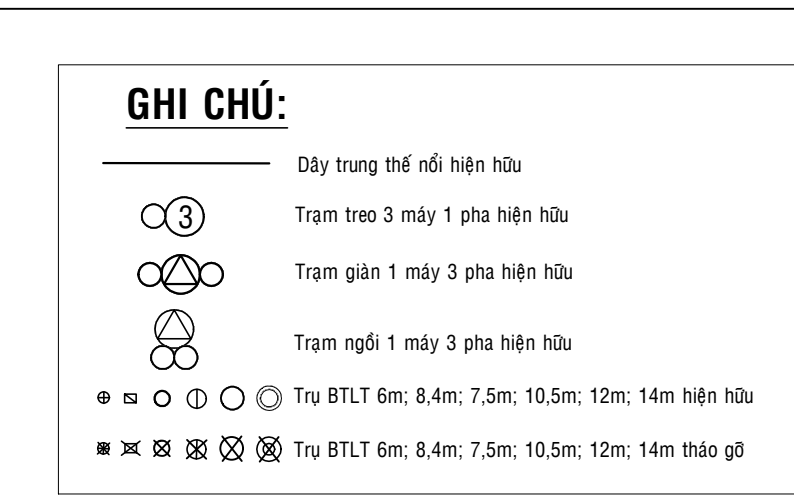 GHI CHÚ:
Dây trung thế nổi hiện hữu
3 Trạm treo 3 máy 1 pha hiện hữu
Trạm giàn 1 máy 3 pha hiện hữu
Trạm ngồi 1 máy 3 pha hiện hữu
Trụ BTLT 6m; 8,4m; 7,5m; 10,5m; 12m; 14m hiện hữu
Trụ BTLT 6m; 8,4m; 7,5m; 10,5m; 12m; 14m tháo gỡ